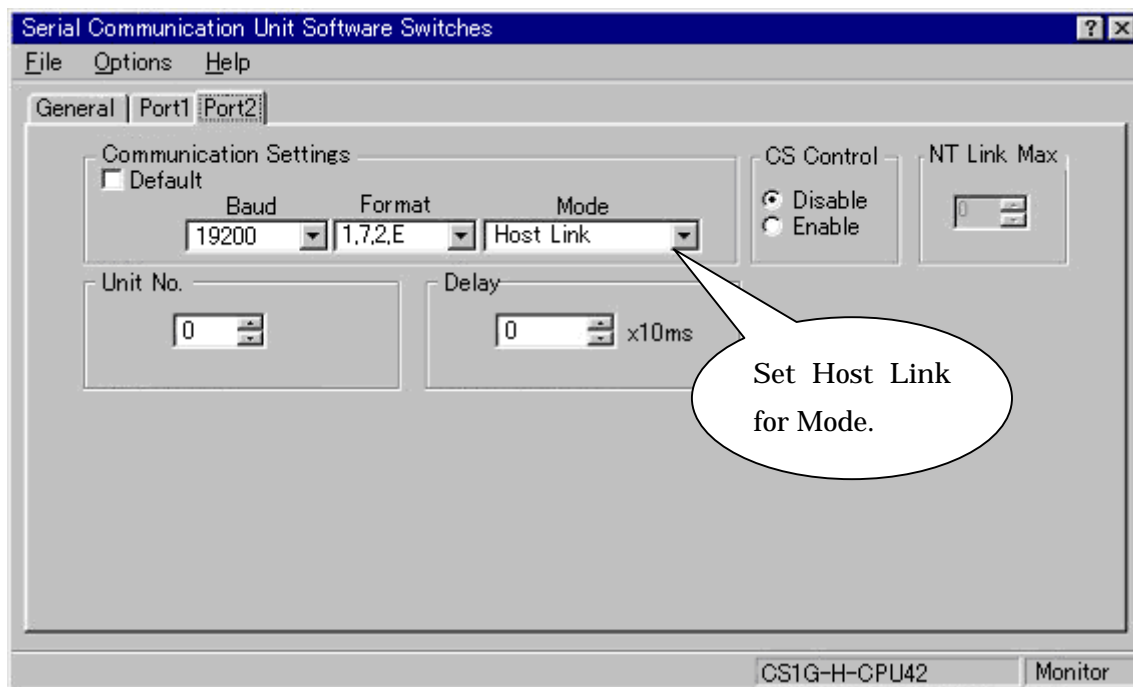 Serial Communication Unit Software Switches
File Options Help
General Port1 Port2
Communication Settings
Default
Baud Format Mode
19200 1,7,2,E Host Link
CS Control
Disable
Enable
NT Link Max
0
Unit No.
0
Delay
0 x10ms
Set Host Link
for Mode.
CS1G-H-CPU42 Monitor